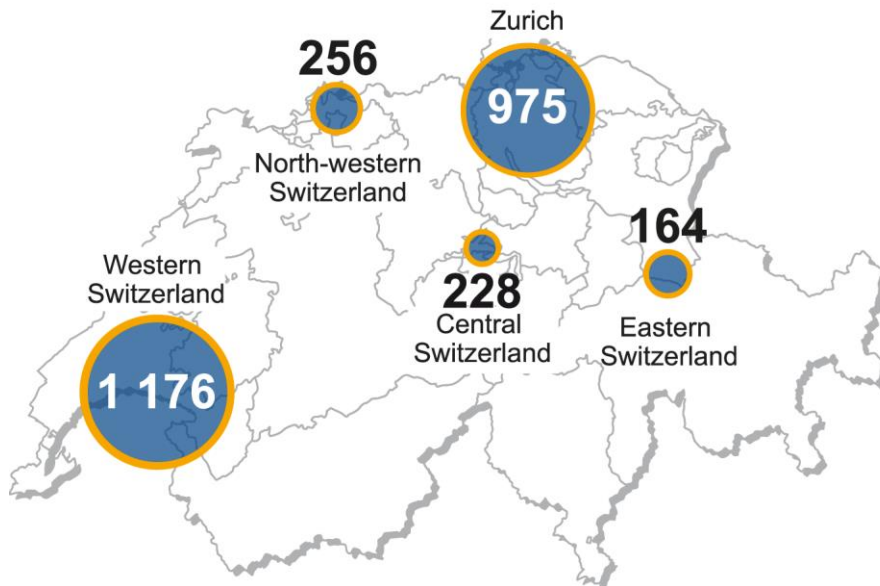 Zurich
975
256
North-western
Switzerland
164
Eastern
Switzerland
228
Central
Switzerland
Western
Switzerland
1 176